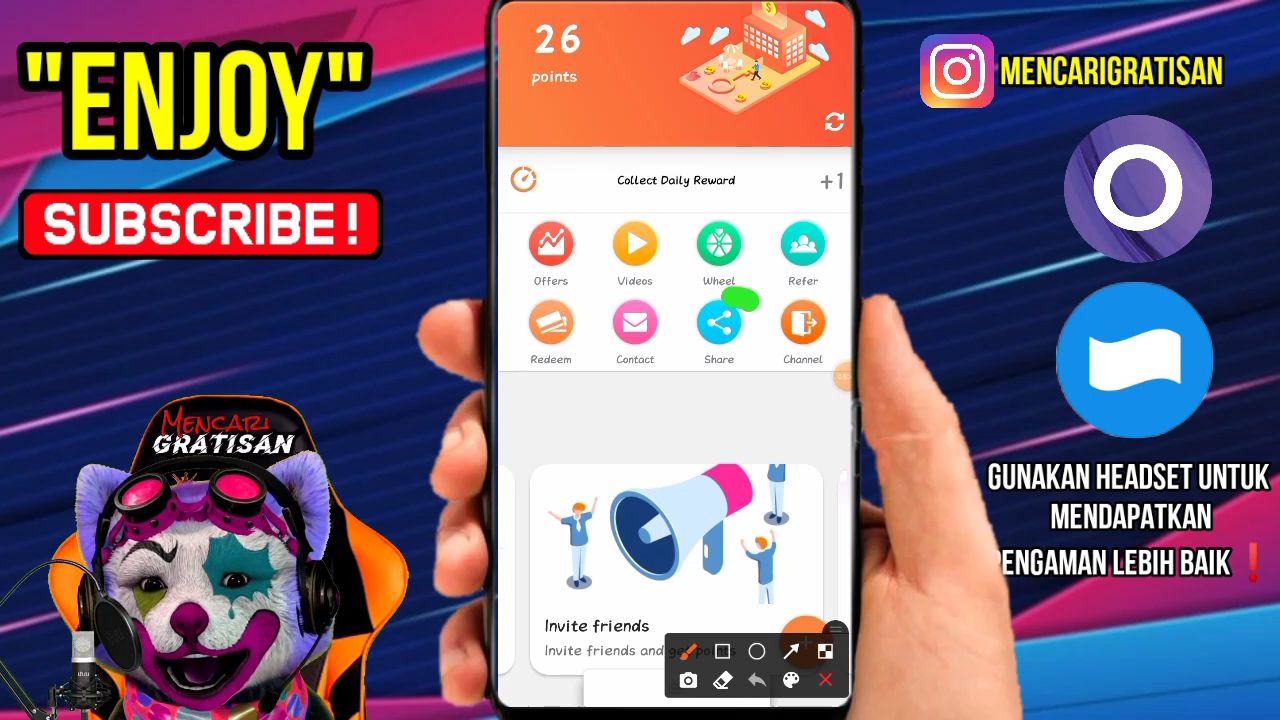 "ENJOY"
SUBSCRIBE!
MENCARI
GRATISAN
26
points
Collect Daily Reward
+1
Offers
Videos
Wheel
Refer
Redeem
Contact
Share
Channel
Invite friends
Invite friends and get points
MENCARIGRATISAN
GUNAKAN HEADSET UNTUK
MENDAPATKAN
PENGAMAN LEBIH BAIK ❗